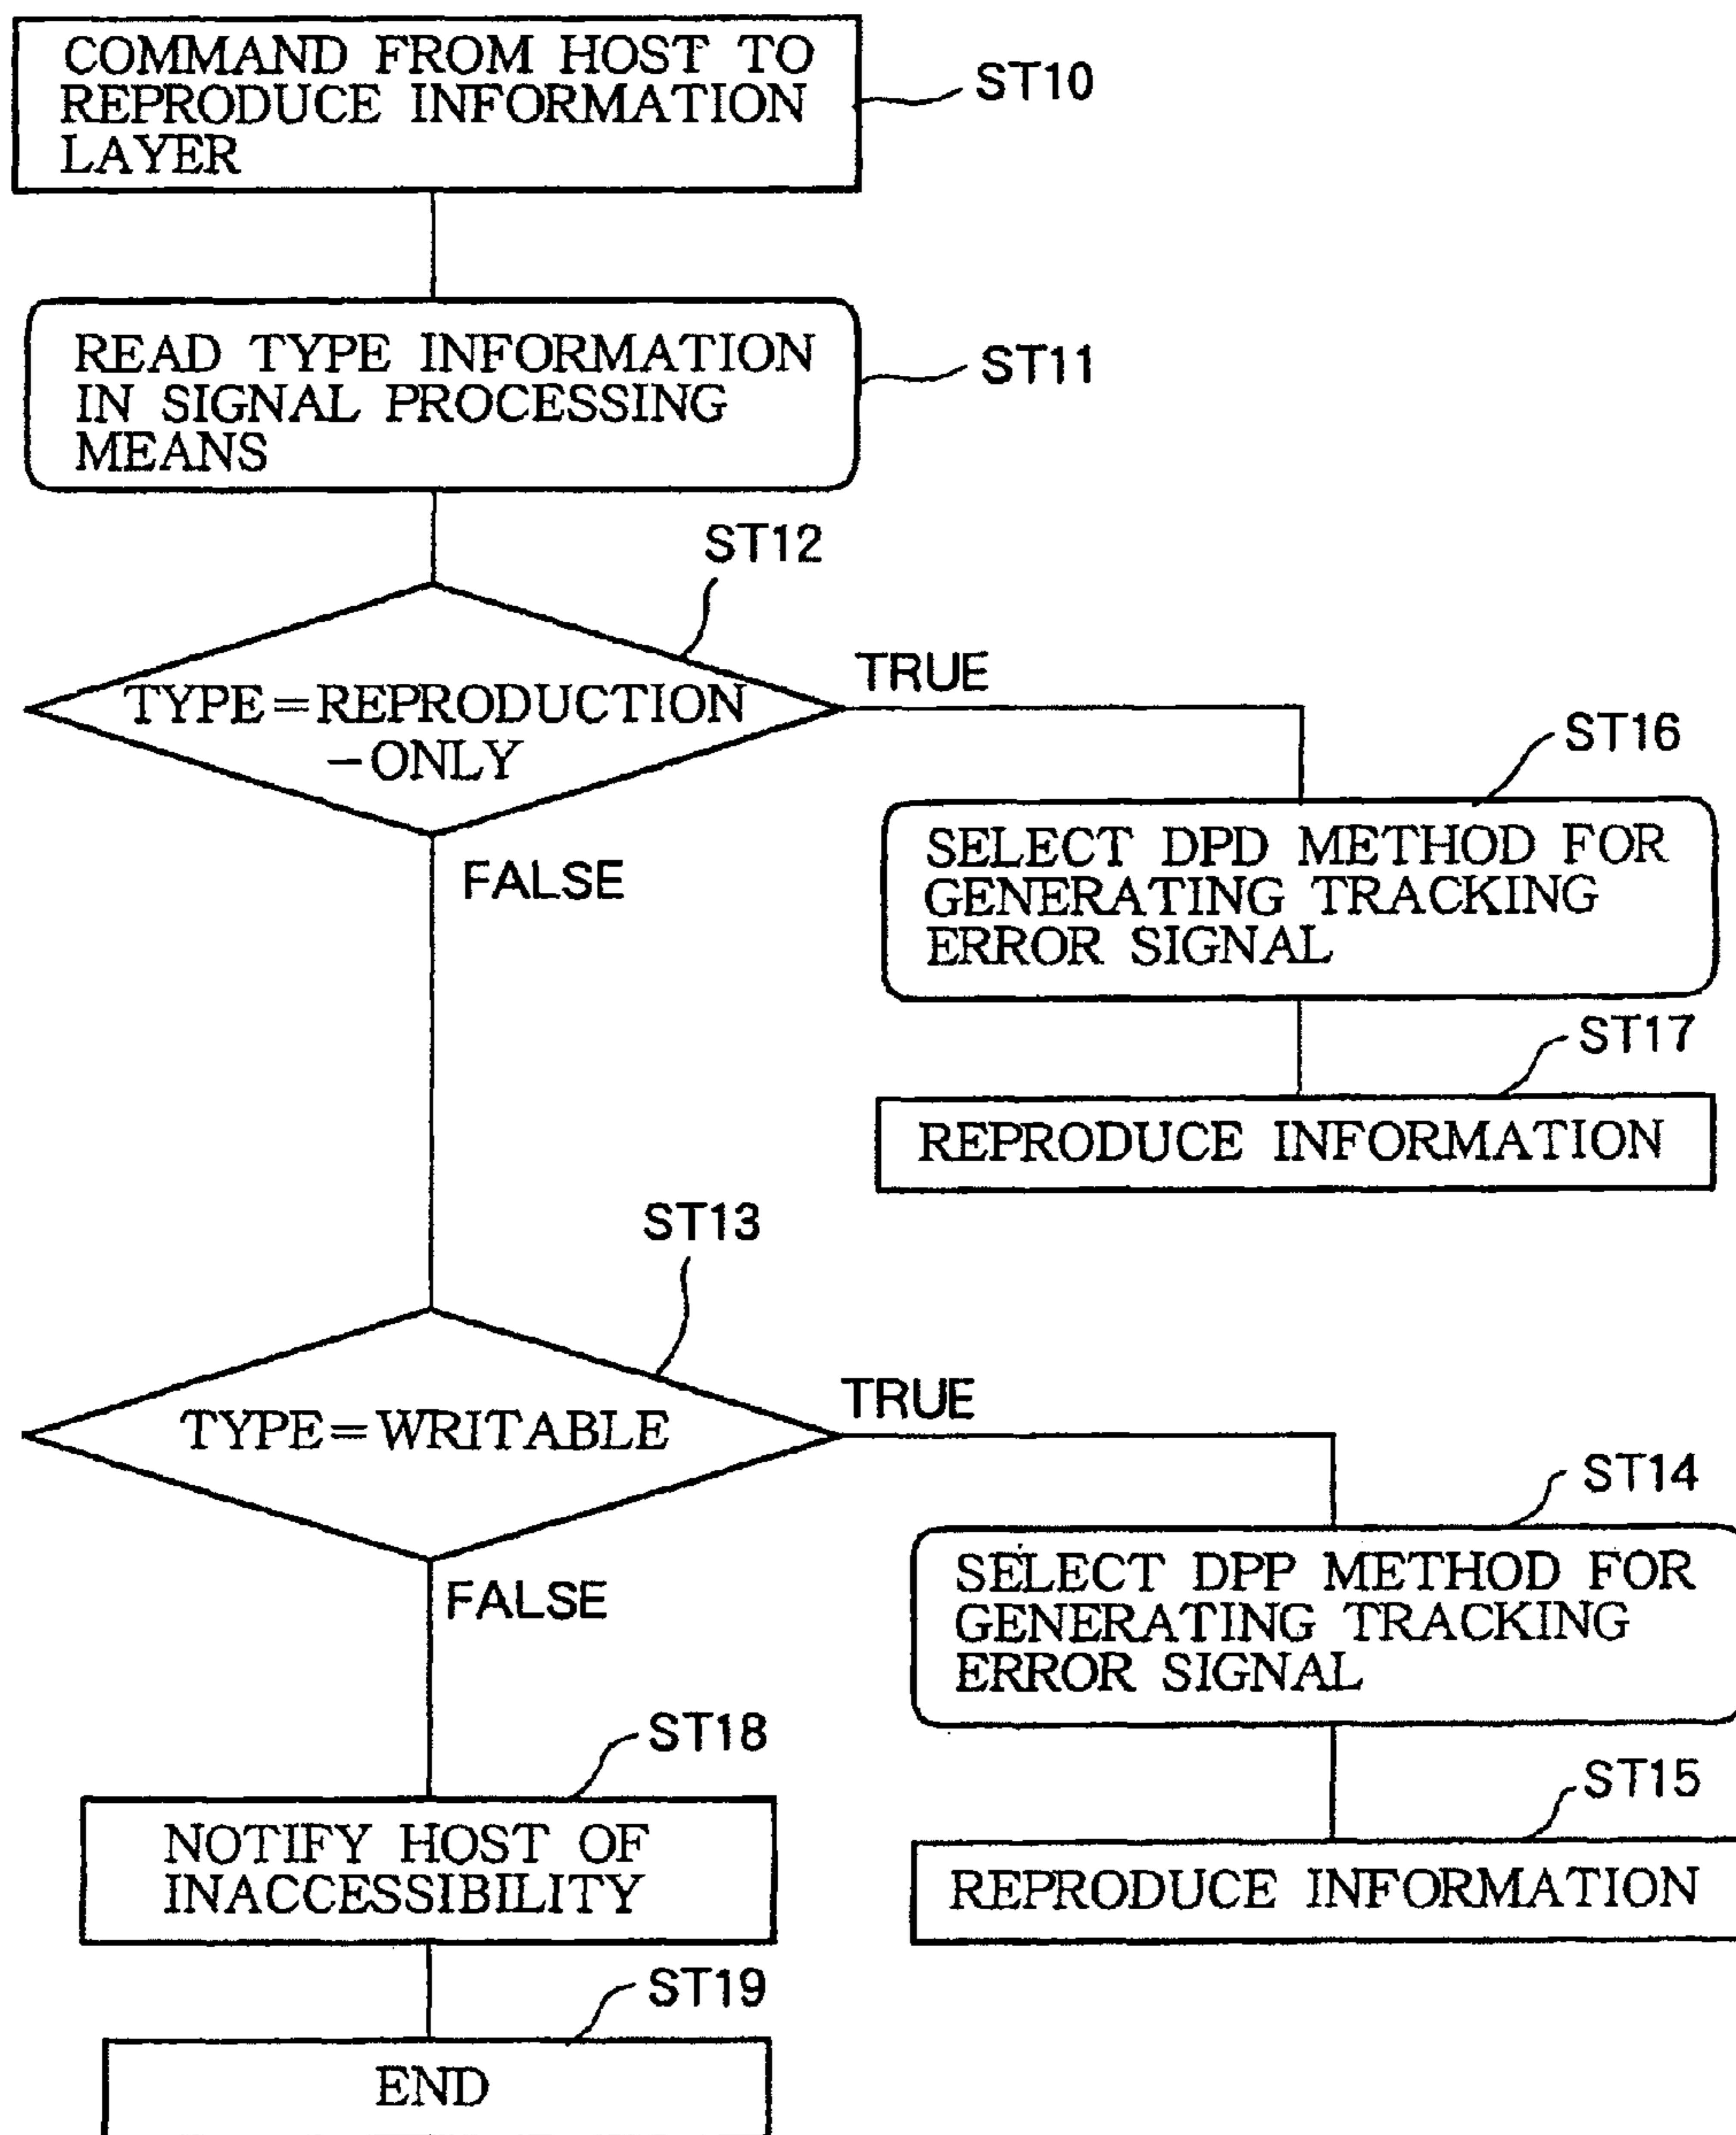 COMMAND FROM HOST TO
REPRODUCE INFORMATION
LAYER
ST10
READ TYPE INFORMATION
IN SIGNAL PROCESSING
MEANS
ST11
ST12
TYPE=REPRODUCTION
-ONLY
TRUE
FALSE
ST16
SELECT DPD METHOD FOR
GENERATING TRACKING
ERROR SIGNAL
ST17
REPRODUCE INFORMATION
ST13
TYPE=WRITABLE
TRUE
FALSE
ST14
SELECT DPP METHOD FOR
GENERATING TRACKING
ERROR SIGNAL
ST15
REPRODUCE INFORMATION
ST18
NOTIFY HOST OF
INACCESSIBILITY
ST19
END